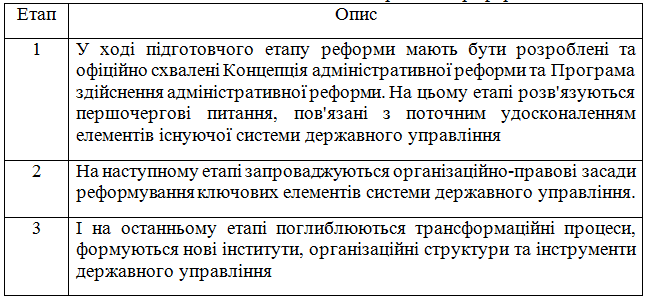 Етап Опис
1 У ході підготовчого етапу реформи мають бути розроблені та
офіційно схвалені Концепція адміністративної реформи та Програма
здійснення адміністративної реформи. На цьому етапі розв'язуються
першочергові питання, пов'язані з поточним удосконаленням
елементів існуючої системи державного управління
2 На наступному етапі запроваджуються організаційно-правові засади
реформування ключових елементів системи державного управління.
3 І на останньому етапі поглиблюються трансформаційні процеси,
формуються нові інститути, організаційні структури та інструменти
державного управління